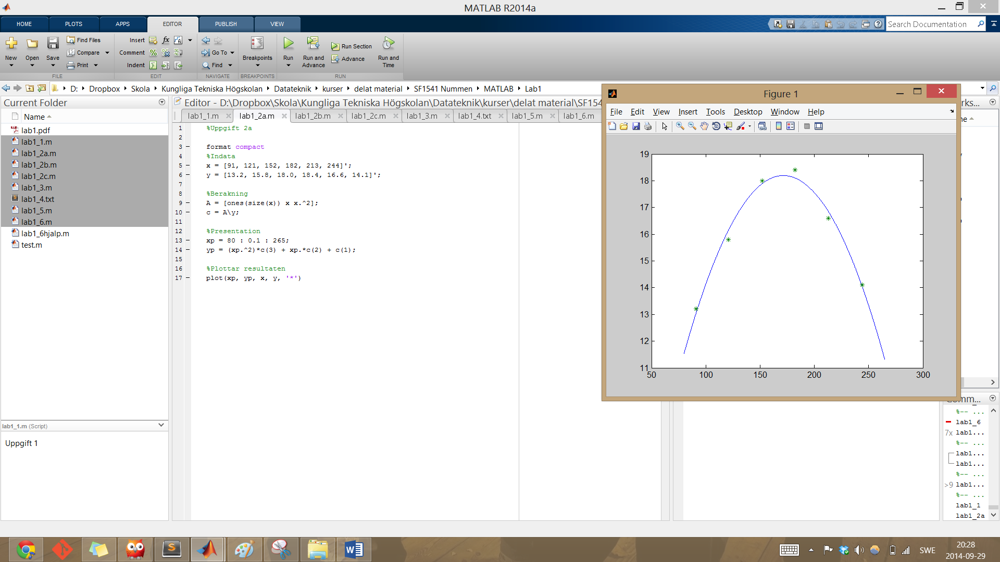 MATLAB R2014a
HOME PLOTS APPS EDITOR PUBLISH VIEW
Search Documentation
New Open Save Find Files Compare Print
Insert fx Comment Indent
Go To Find
Breakpoints
Run Run and Advance Run Section Advance Run and Time
FILE EDIT NAVIGATE BREAKPOINTS RUN
D: Dropbox Skola Kungliga Tekniska Högskolan Datateknik kurser delat material SF1541 Nummen MATLAB Lab1
Current Folder
Name
lab1.pdf
lab1_1.m
lab1_2a.m
lab1_2b.m
lab1_2c.m
lab1_3.m
lab1_4.txt
lab1_5.m
lab1_6.m
lab1_6hjalp.m
test.m
lab1_1.m (Script)
Uppgift 1
Editor - D:\Dropbox\Skola\Kungliga Tekniska Högskolan\Datateknik\kurser\delat material\SF154
lab1_1.m lab1_2a.m lab1_2b.m lab1_2c.m lab1_3.m lab1_4.txt lab1_5.m lab1_6.m
1 %Uppgift 2a
2
3 format compact
4 %Indata
5 x = [91, 121, 152, 182, 213, 244]';
6 y = [13.2, 15.8, 18.0, 18.4, 16.6, 14.1]';
7
8 %Berakning
9 A = [ones(size(x)) x x.^2];
10 c = A\y;
11
12 %Presentation
13 xp = 80 : 0.1 : 265;
14 yp = (xp.^2)*c(3) + xp.*c(2) + c(1);
15
16 %Plottar resultaten
17 plot(xp, yp, x, y, '*')
Figure 1
File Edit View Insert Tools Desktop Window Help
19
18
17
16
15
14
13
12
11
50 100 150 200 250 300
rks...
ne
Comm...
%-- ...
lab1_6
7x lab1...
%-- ...
lab1...
lab1...
%-- ...
>9 lab1...
%-- ...
lab1_1
lab1_2a
SWE
20:28
2014-09-29